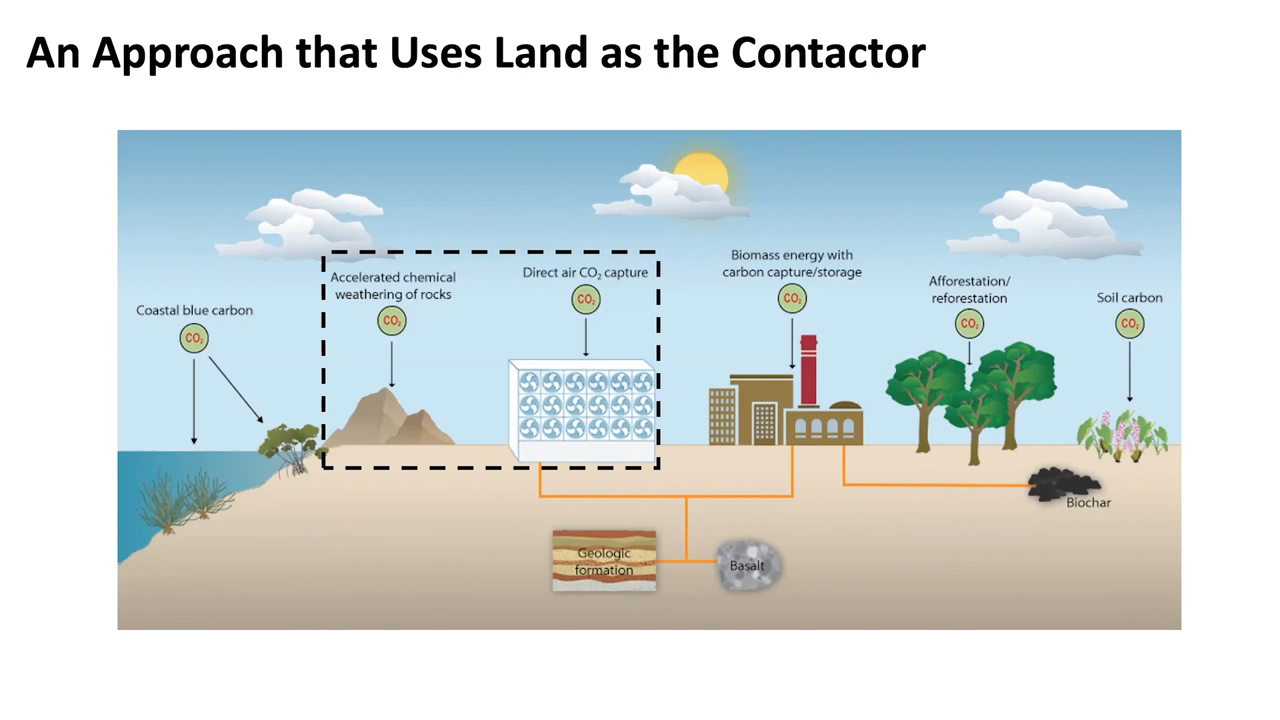 An Approach that Uses Land as the Contactor
Coastal blue carbon
CO₂
Accelerated chemical
weathering of rocks
CO₂
Direct air CO₂ capture
CO₂
Biomass energy with
carbon capture/storage
CO₂
Afforestation/
reforestation
CO₂
Soil carbon
CO₂
Biochar
Geologic
formation
Basalt